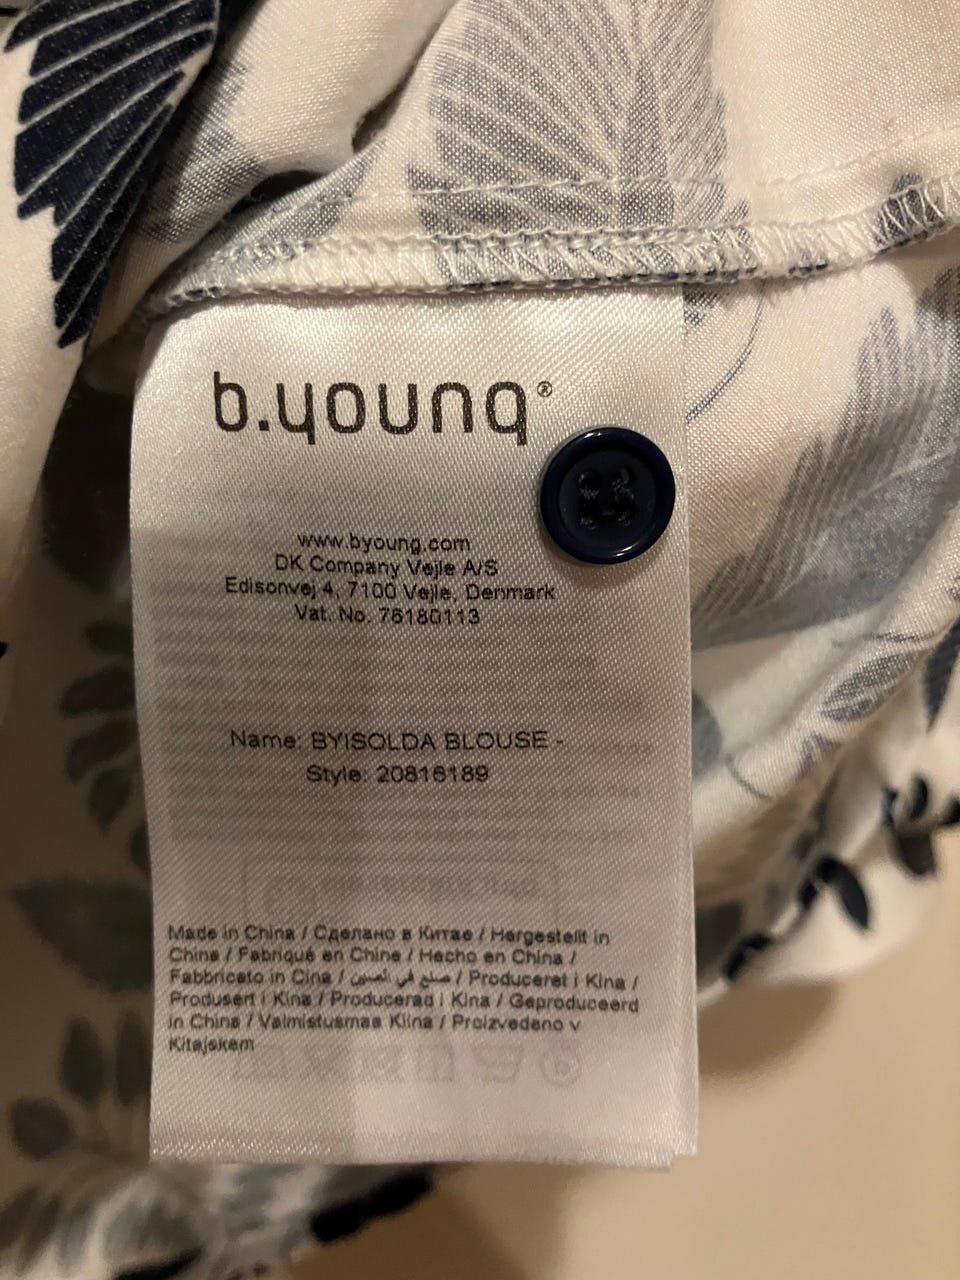 b.young®
www.byoung.com
DK Company Vejle A/S
Edisonvej 4, 7100 Vejle, Denmark
Vat. No. 76180113
Name: BYISOLDA BLOUSE -
Style: 20816189
Made in China / Сделано в Китае / Hergestellt in
China / Fabriqué en Chine / Hecho en China /
Fabbricato in Cina / صنع في الصين / Produceret i Kina /
Produsert i Kina / Producerad i Kina / Geproduceerd
in China / Valmistusmaa Kiina / Proizvedeno v
Kitajskem